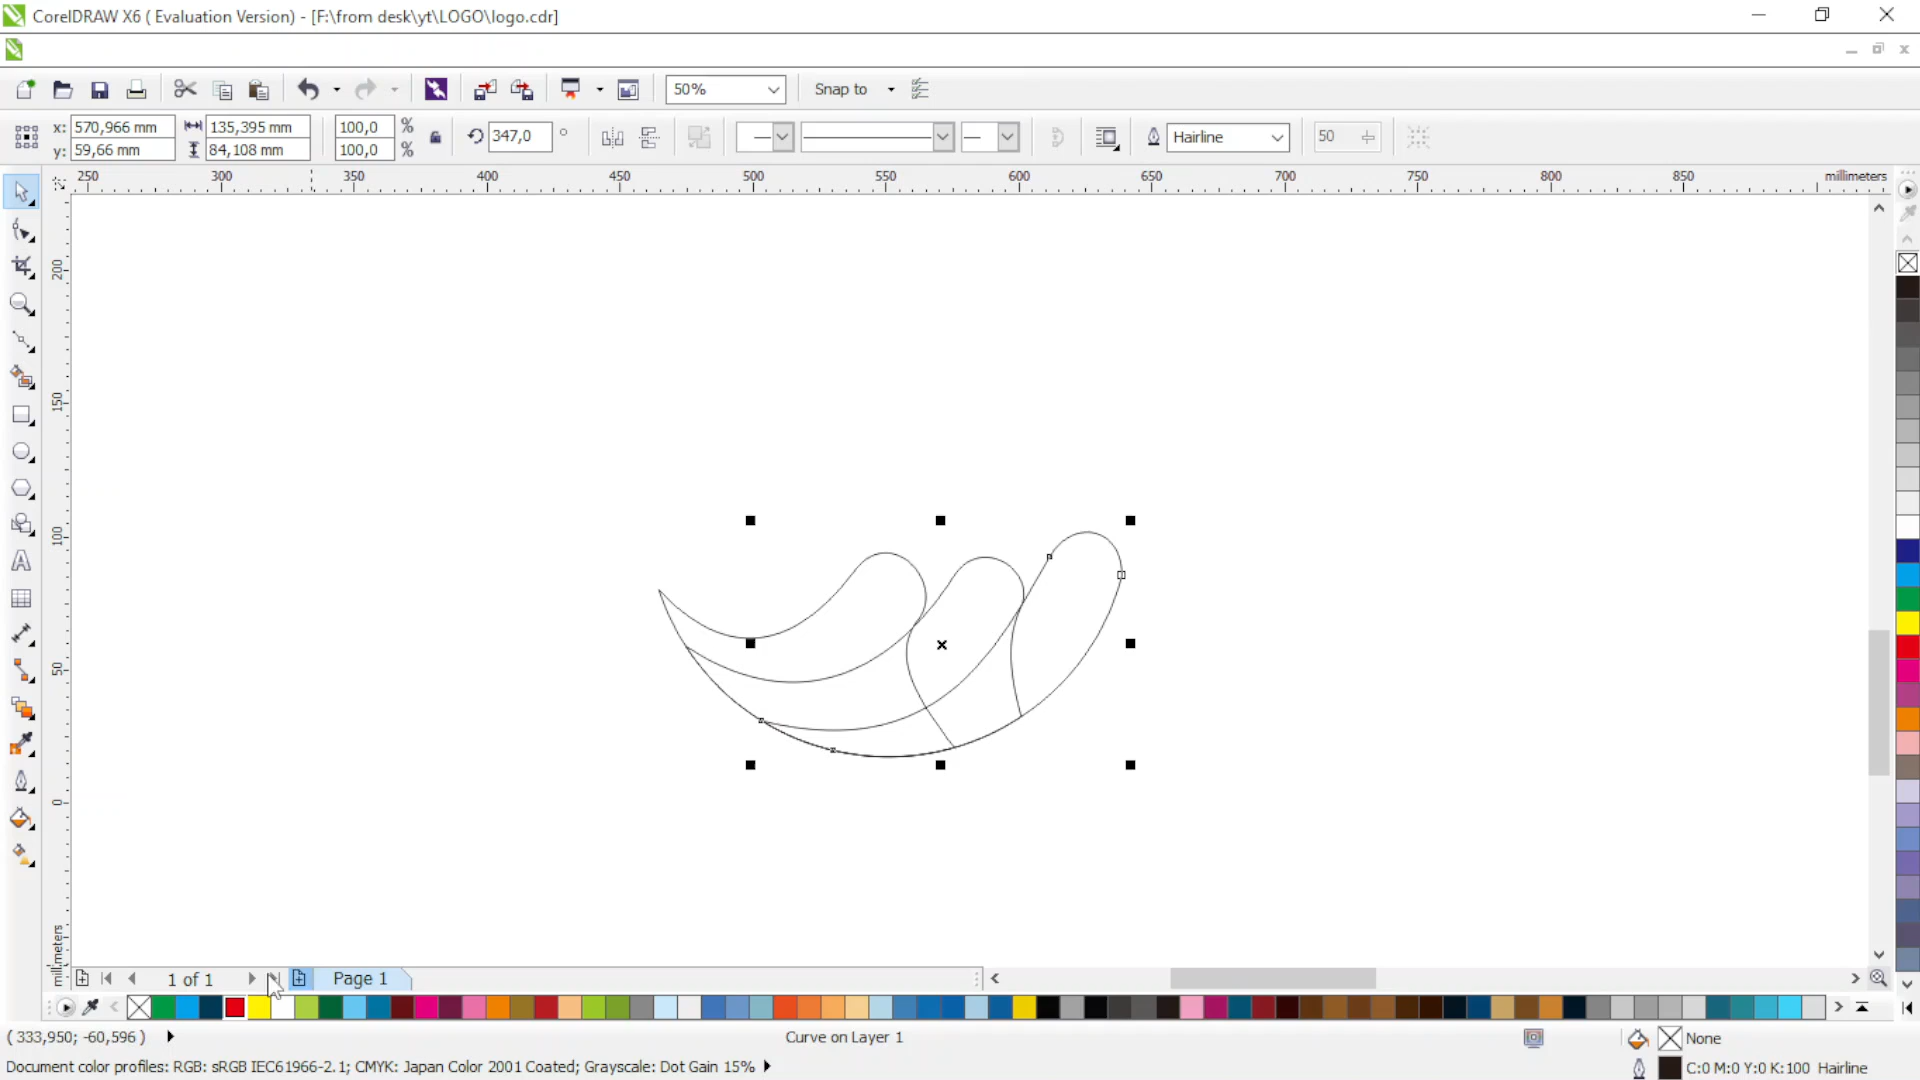 CorelDRAW X6 ( Evaluation Version) - [F:\from desk\yt\LOGO\logo.cdr]
50%
Snap to
x: 570,966 mm
135,395 mm
100,0 %
347,0 °
Hairline
50
y: 59,66 mm
84,108 mm
100,0 %
250 300 350 400 450 500 550 600 650 700 750 800 850 millimeters
200
150
100
50
0
millimeters
1 of 1
Page 1
( 333,950; -60,596 )
Curve on Layer 1
None
Document color profiles: RGB: sRGB IEC61966-2.1; CMYK: Japan Color 2001 Coated; Grayscale: Dot Gain 15%
C:0 M:0 Y:0 K:100 Hairline